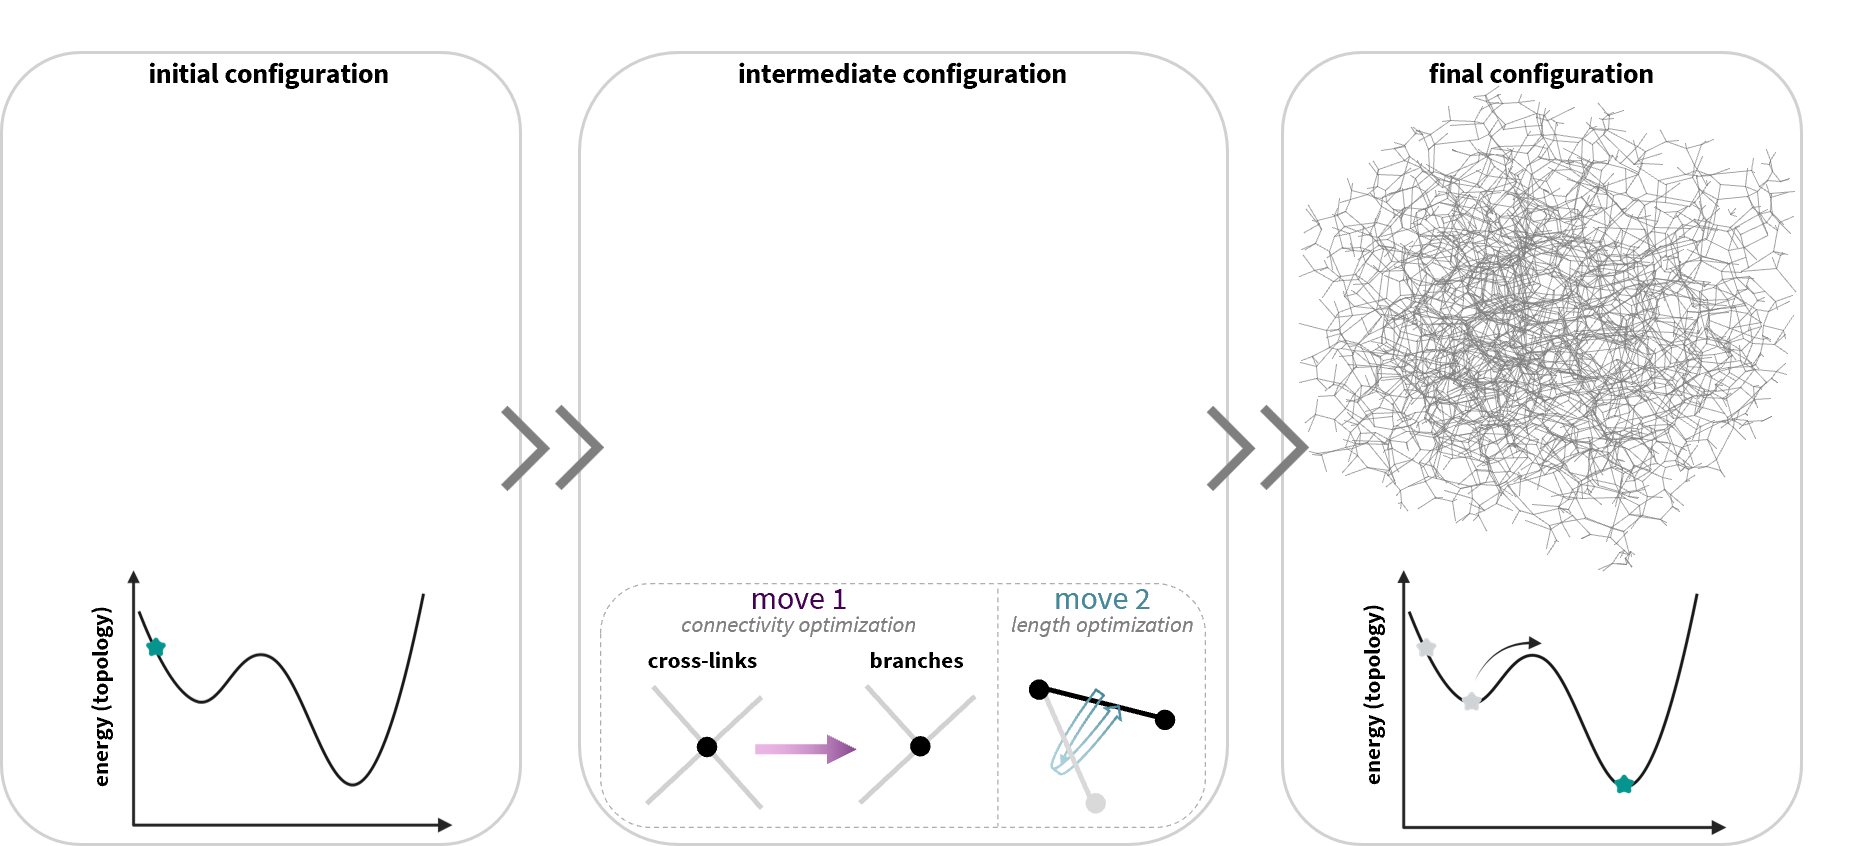 initial configuration
energy (topology)
intermediate configuration
move 1
connectivity optimization
cross-links
branches
move 2
length optimization
final configuration
energy (topology)